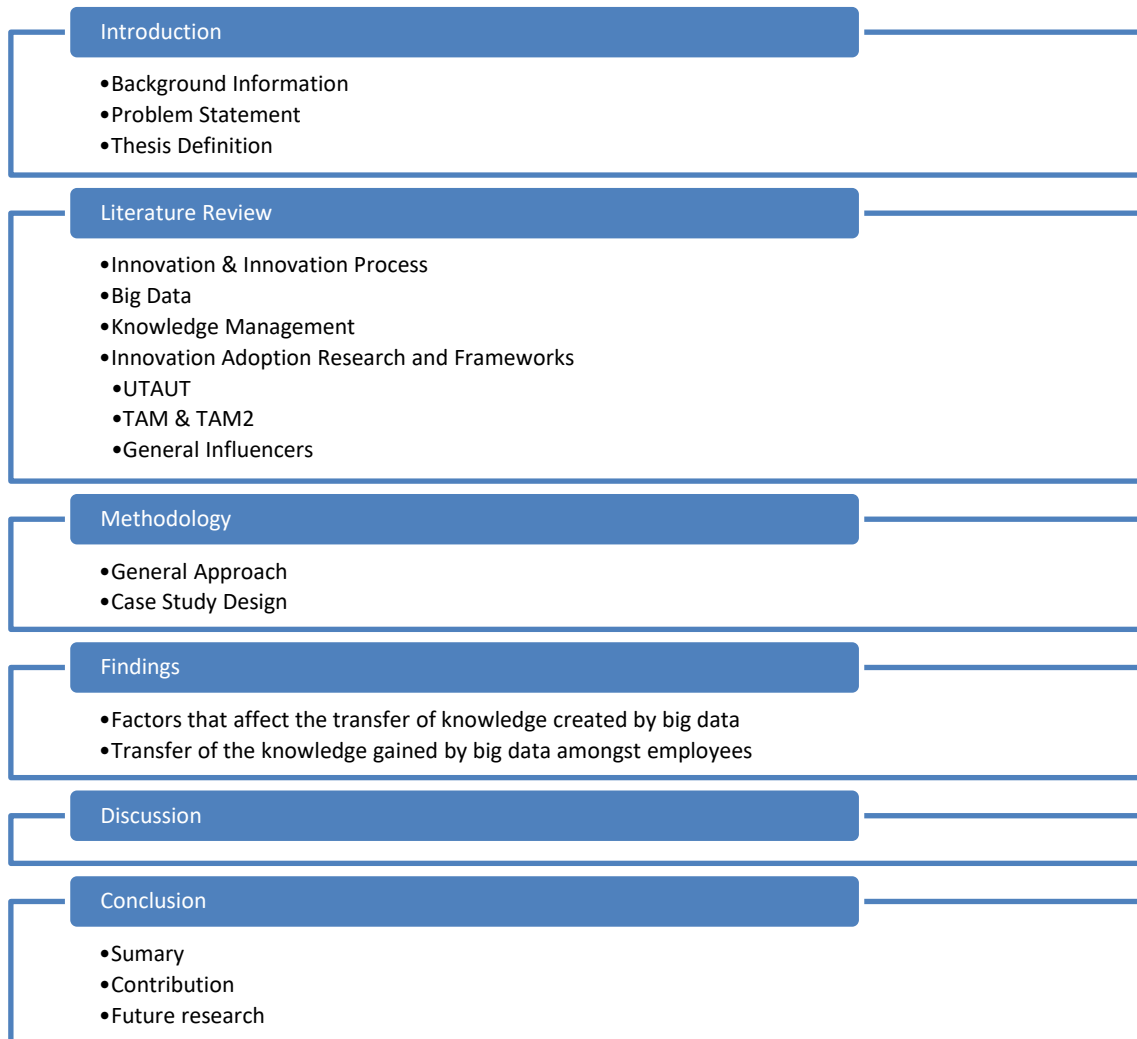 Introduction
•Background Information
•Problem Statement
•Thesis Definition
Literature Review
•Innovation & Innovation Process
•Big Data
•Knowledge Management
•Innovation Adoption Research and Frameworks
•UTAUT
•TAM & TAM2
•General Influencers
Methodology
•General Approach
•Case Study Design
Findings
•Factors that affect the transfer of knowledge created by big data
•Transfer of the knowledge gained by big data amongst employees
Discussion
Conclusion
•Sumary
•Contribution
•Future research